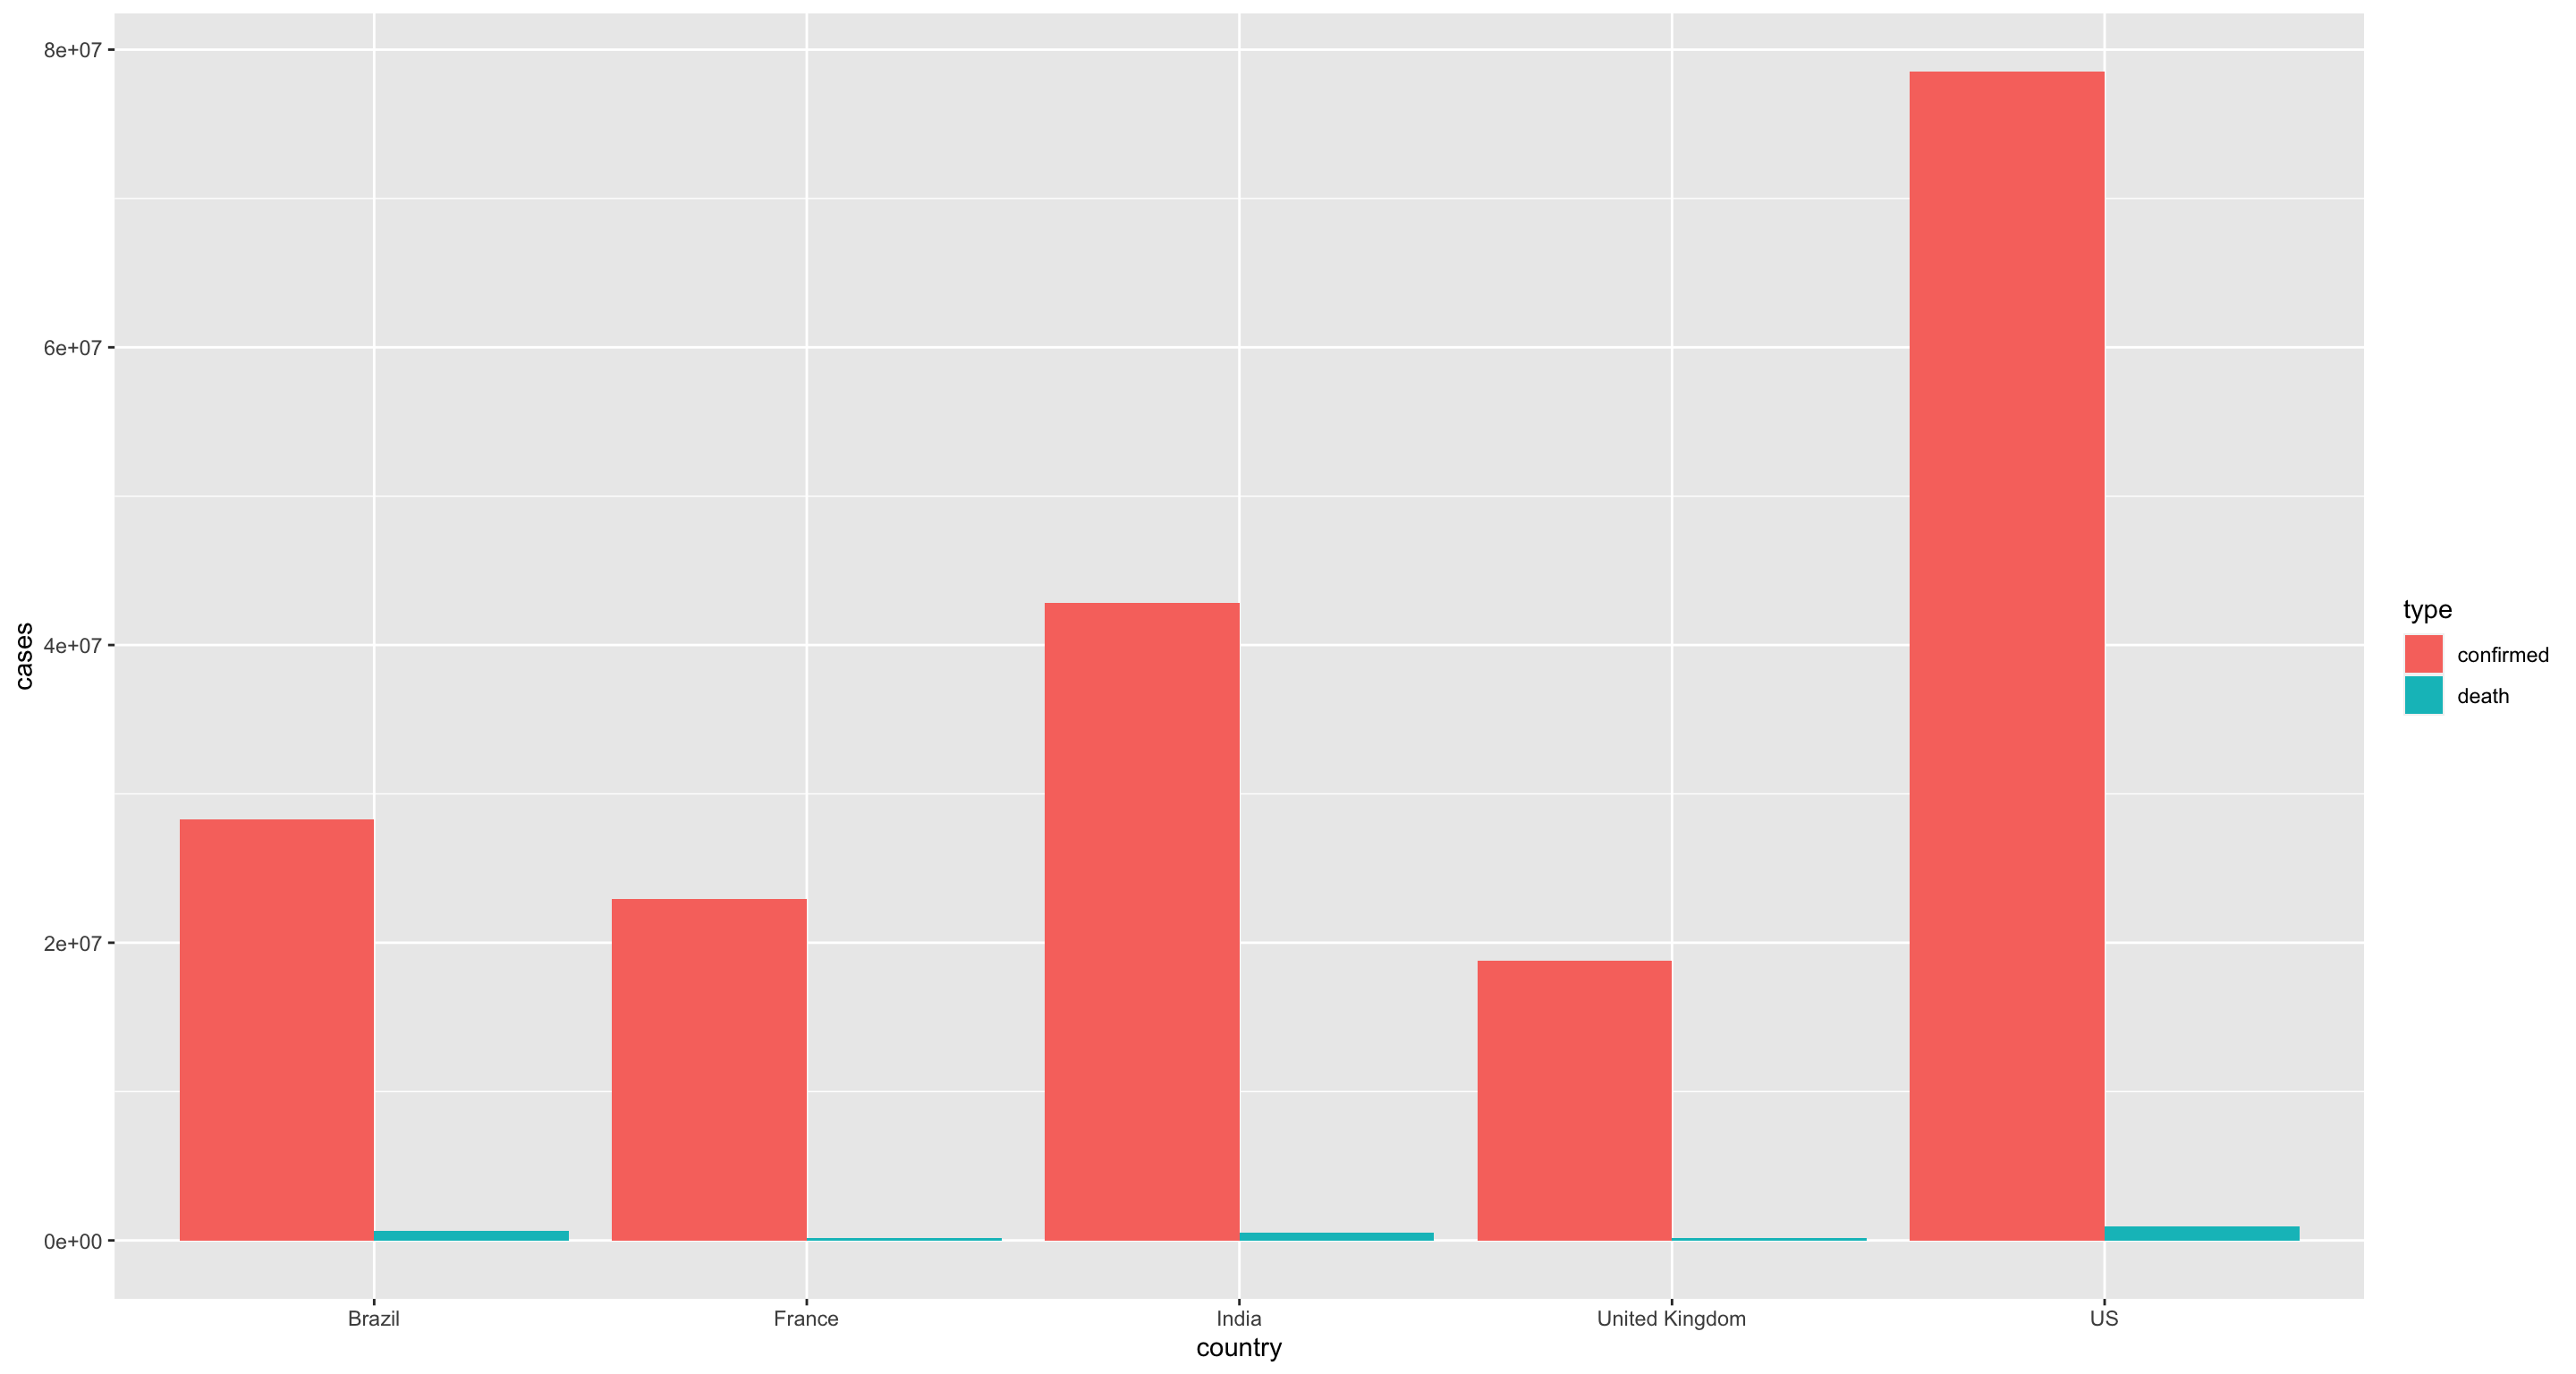 8e+07
6e+07
4e+07
2e+07
0e+00
cases
Brazil France India United Kingdom US
country
type
confirmed
death